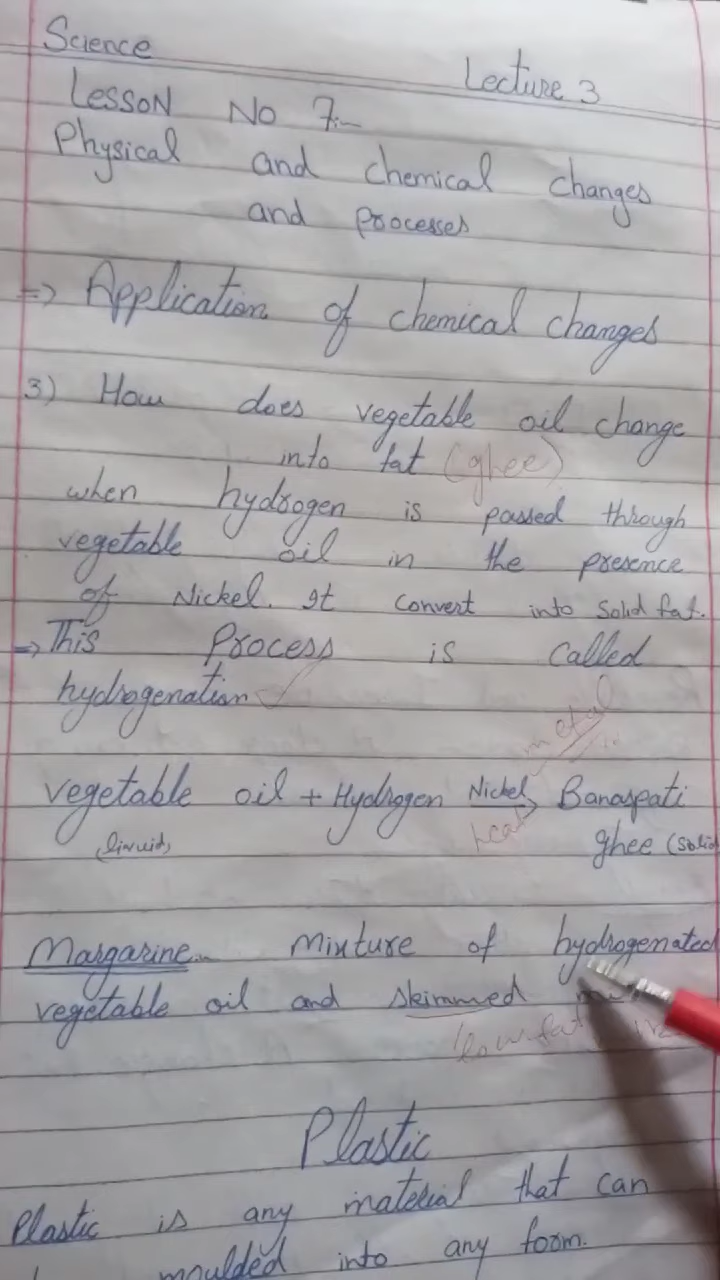 Science
Lecture 3
Lesson No 7:-
Physical and chemical changes
and processes
=> Application of chemical changes
3) How does vegetable oil change
into fat (ghee)
when hydrogen is passed through
vegetable oil in the presence
of Nickel. It convert into solid fat.
=> This Process is called
hydrogenation
metal
vegetable oil + Hydrogen Nickel> Banaspati
heat
(liquid) ghee (solid
Margarine mixture of hydrogenated
vegetable oil and skimmed
(low fat
Plastic
Plastic is any material that can
moulded into any form.